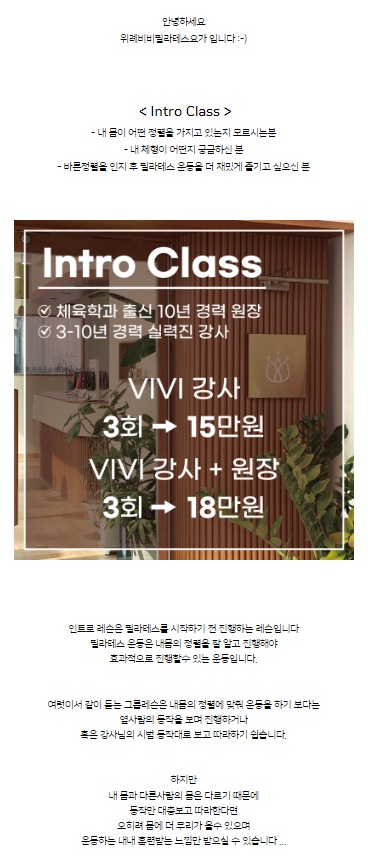 안녕하세요
위례비비필라테스요가 입니다 :-)
< Intro Class >
- 내 몸이 어떤 정렬을 가지고 있는지 모르시는분
- 내 체형이 어떤지 궁금하신 분
- 바른정렬을 인지 후 필라테스 운동을 더 재밌게 즐기고 싶으신 분
Intro Class
체육학과 출신 10년 경력 원장
3-10년 경력 실력진 강사
VIVI 강사
3회 → 15만원
VIVI 강사 + 원장
3회 → 18만원
인트로 레슨은 필라테스를 시작하기 전 진행하는 레슨입니다
필라테스 운동은 내몸의 정렬을 잘 알고 진행해야
효과적으로 진행할수 있는 운동입니다.
여럿이서 같이 듣는 그룹레슨은 내몸의 정렬에 맞춰 운동을 하기 보다는
옆사람의 동작을 보며 진행하거나
혹은 강사님의 시범 동작대로 보고 따라하기 쉽습니다.
하지만
내 몸과 다른사람의 몸은 다르기 때문에
동작만 대충보고 따라한다면
오히려 몸에 더 무리가 올수 있으며
운동하는 내내 훈련받는 느낌만 받으실 수 있습니다 ...